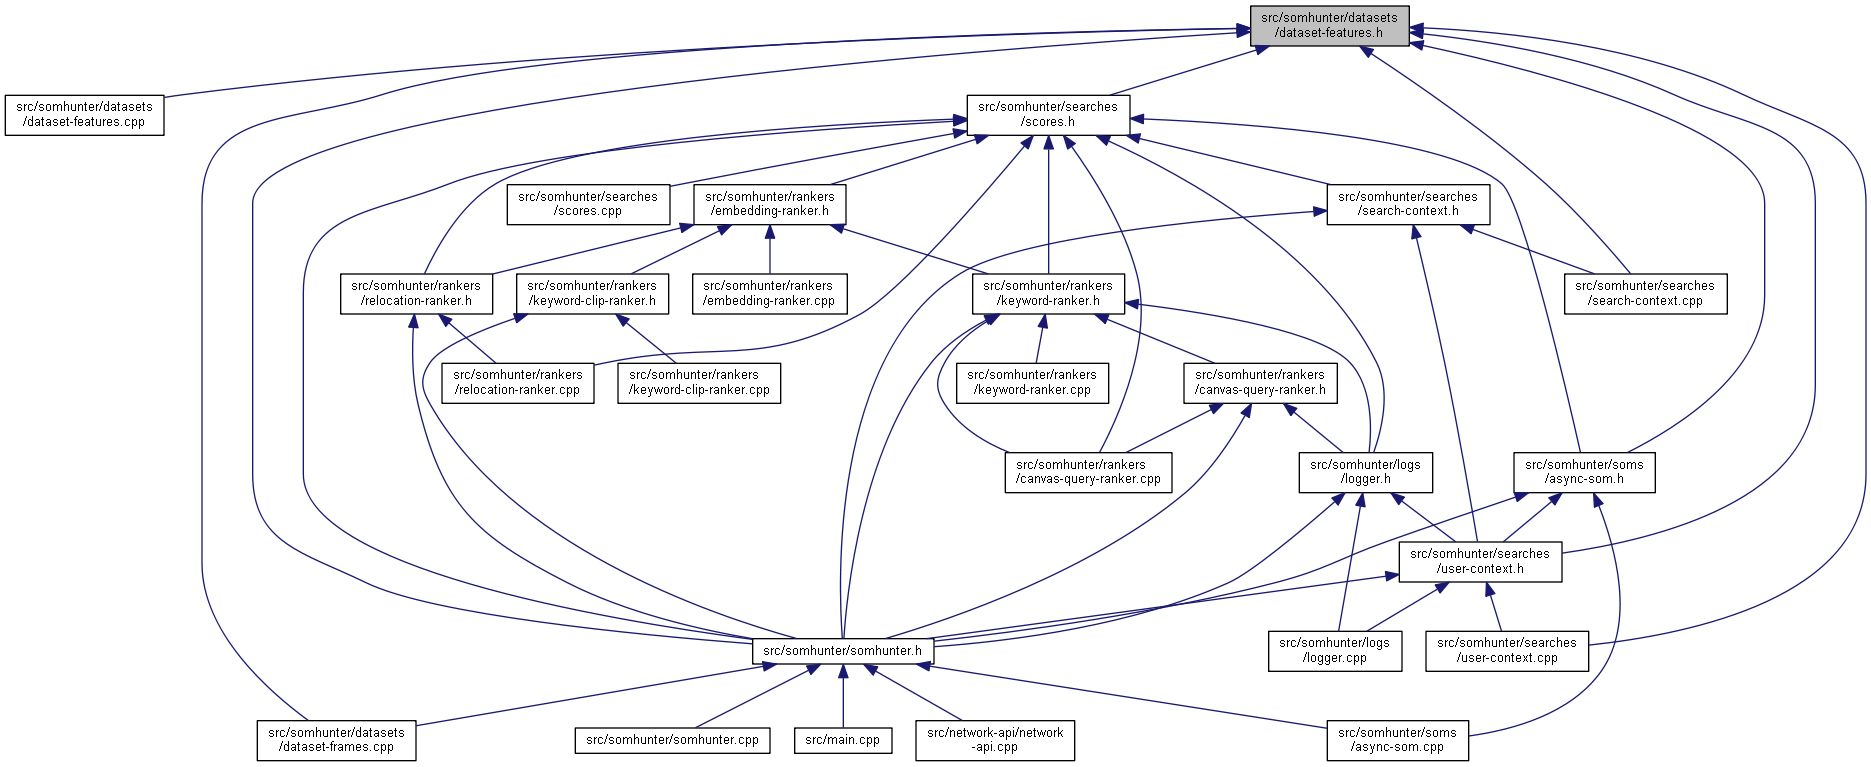 src/somhunter/datasets
/dataset-features.h
src/somhunter/datasets
/dataset-features.cpp
src/somhunter/searches
/scores.h
src/somhunter/searches
/scores.cpp
src/somhunter/rankers
/embedding-ranker.h
src/somhunter/searches
/search-context.h
src/somhunter/rankers
/relocation-ranker.h
src/somhunter/rankers
/keyword-clip-ranker.h
src/somhunter/rankers
/embedding-ranker.cpp
src/somhunter/rankers
/keyword-ranker.h
src/somhunter/searches
/search-context.cpp
src/somhunter/rankers
/relocation-ranker.cpp
src/somhunter/rankers
/keyword-clip-ranker.cpp
src/somhunter/rankers
/keyword-ranker.cpp
src/somhunter/rankers
/canvas-query-ranker.h
src/somhunter/rankers
/canvas-query-ranker.cpp
src/somhunter/logs
/logger.h
src/somhunter/soms
/async-som.h
src/somhunter/searches
/user-context.h
src/somhunter/somhunter.h
src/somhunter/logs
/logger.cpp
src/somhunter/searches
/user-context.cpp
src/somhunter/datasets
/dataset-frames.cpp
src/somhunter/somhunter.cpp
src/main.cpp
src/network-api/network
-api.cpp
src/somhunter/soms
/async-som.cpp